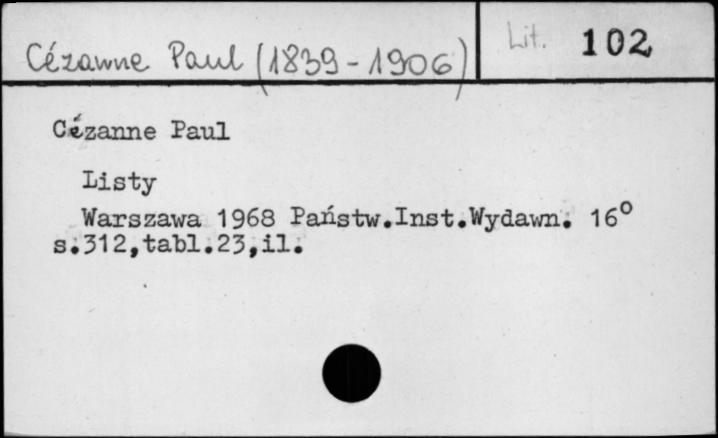 Cézanne Paul (1839-1906)
Lit. 102
Cézanne Paul
Listy
Warszawa 1968 Państw.Inst.Wydawn. 16°
s.312,tabl.23,il.